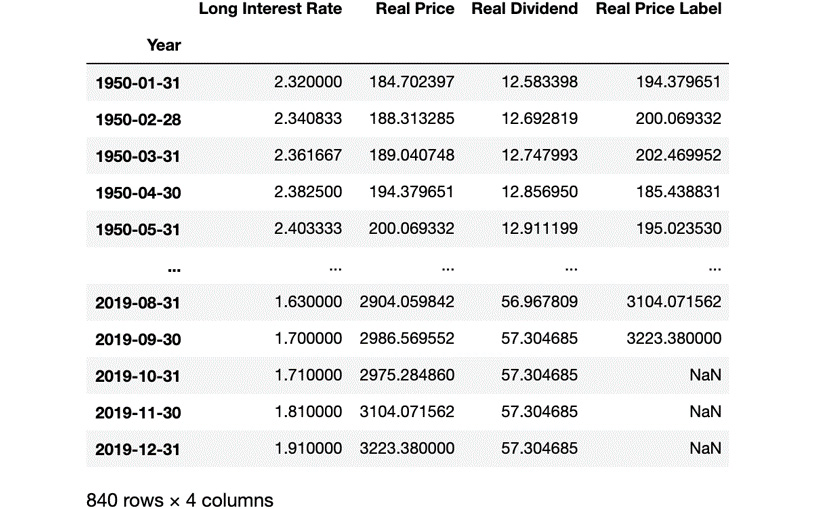 Long Interest Rate Real Price Real Dividend Real Price Label
Year
1950-01-31 2.320000 184.702397 12.583398 194.379651
1950-02-28 2.340833 188.313285 12.692819 200.069332
1950-03-31 2.361667 189.040748 12.747993 202.469952
1950-04-30 2.382500 194.379651 12.856950 185.438831
1950-05-31 2.403333 200.069332 12.911199 195.023530
... ... ... ... ...
2019-08-31 1.630000 2904.059842 56.967809 3104.071562
2019-09-30 1.700000 2986.569552 57.304685 3223.380000
2019-10-31 1.710000 2975.284860 57.304685 NaN
2019-11-30 1.810000 3104.071562 57.304685 NaN
2019-12-31 1.910000 3223.380000 57.304685 NaN
840 rows × 4 columns